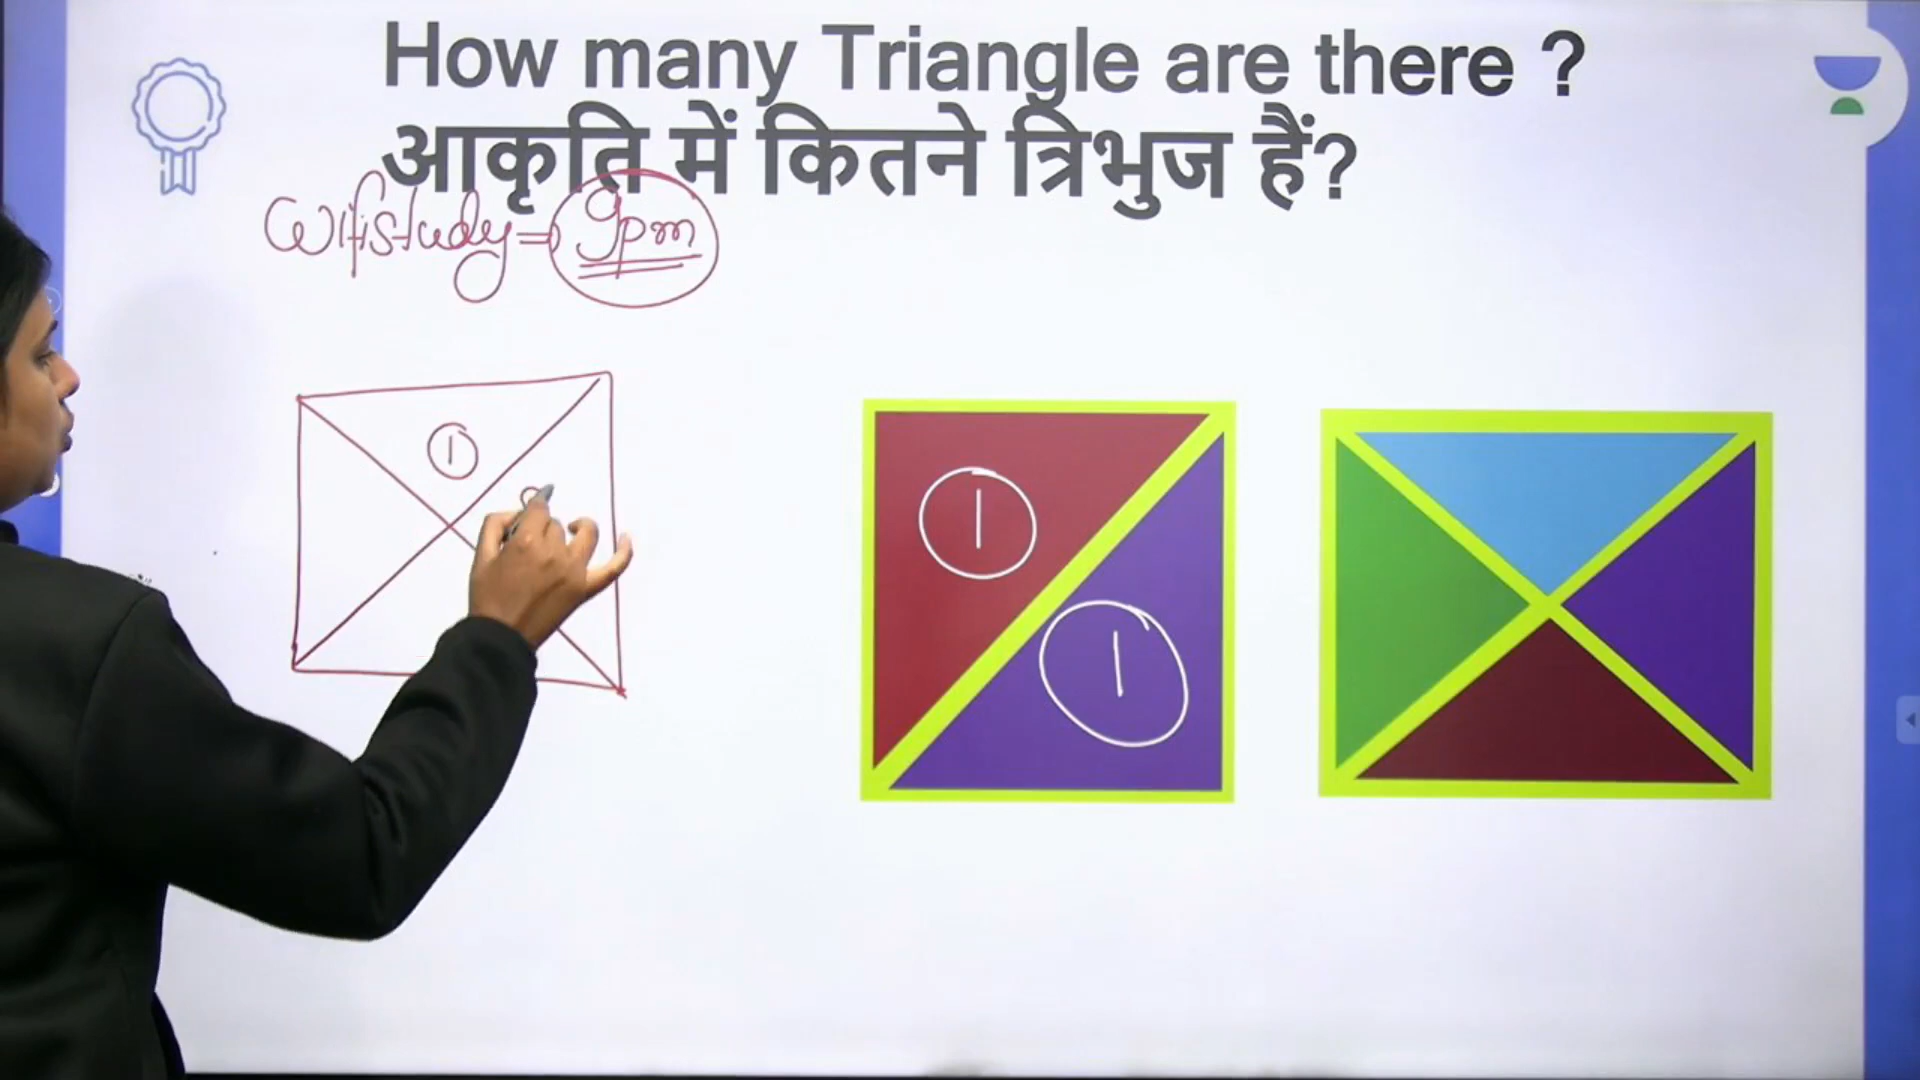 How many Triangle are there ?
आकृति में कितने त्रिभुज हैं?
Wifistudy ⇒ 9pm
1
1
1